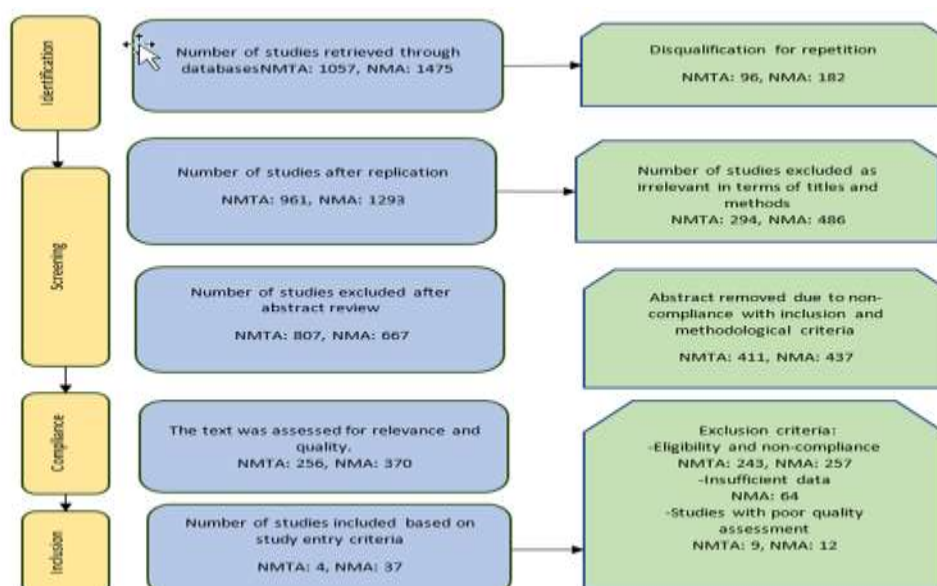 Identification
Number of studies retrieved through
databasesNMTA: 1057, NMA: 1475
Disqualification for repetition
NMTA: 96, NMA: 182
Screening
Number of studies after replication
NMTA: 961, NMA: 1293
Number of studies excluded as
irrelevant in terms of titles and
methods
NMTA: 294, NMA: 486
Number of studies excluded after
abstract review
NMTA: 807, NMA: 667
Abstract removed due to non-
compliance with inclusion and
methodological criteria
NMTA: 411, NMA: 437
Compliance
The text was assessed for relevance and
quality.
NMTA: 256, NMA: 370
Exclusion criteria:
-Eligibility and non-compliance
NMTA: 243, NMA: 257
-Insufficient data
NMA: 64
-Studies with poor quality
assessment
NMTA: 9, NMA: 12
Inclusion
Number of studies included based on
study entry criteria
NMTA: 4, NMA: 37